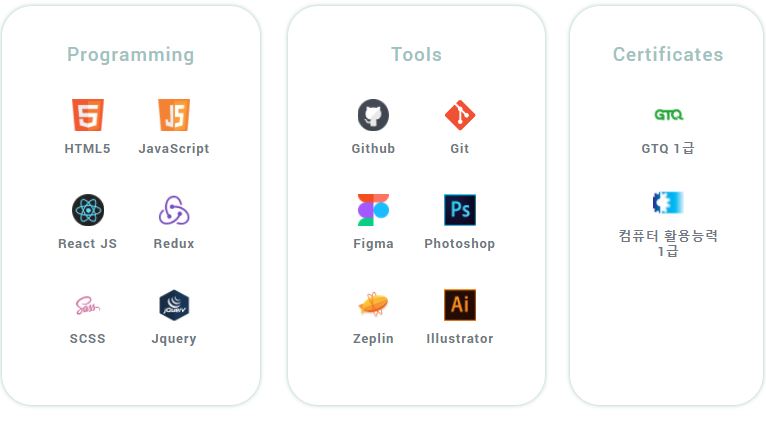 Programming
HTML5
JavaScript
React JS
Redux
SCSS
Jquery
Tools
Github
Git
Figma
Photoshop
Zeplin
Illustrator
Certificates
GTQ 1급
컴퓨터 활용능력
1급